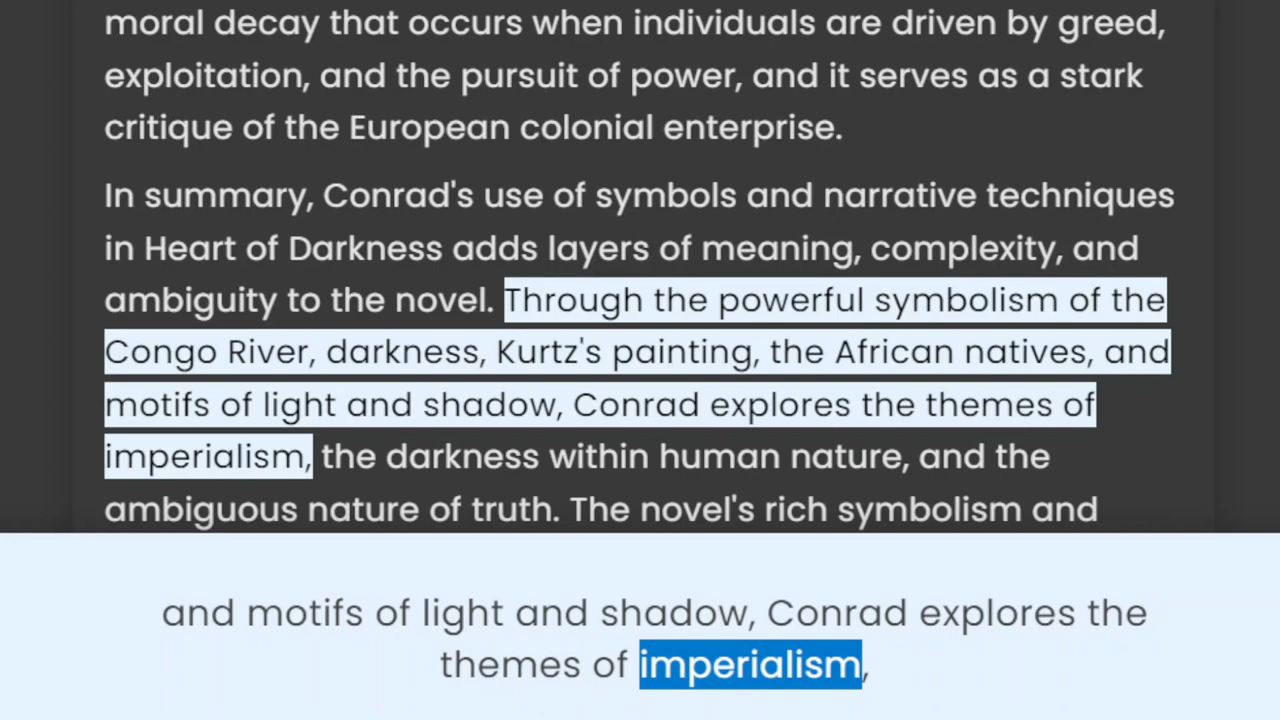 moral decay that occurs when individuals are driven by greed,
exploitation, and the pursuit of power, and it serves as a stark
critique of the European colonial enterprise.
In summary, Conrad's use of symbols and narrative techniques
in Heart of Darkness adds layers of meaning, complexity, and
ambiguity to the novel. Through the powerful symbolism of the
Congo River, darkness, Kurtz's painting, the African natives, and
motifs of light and shadow, Conrad explores the themes of
imperialism, the darkness within human nature, and the
ambiguous nature of truth. The novel's rich symbolism and
and motifs of light and shadow, Conrad explores the
themes of imperialism,